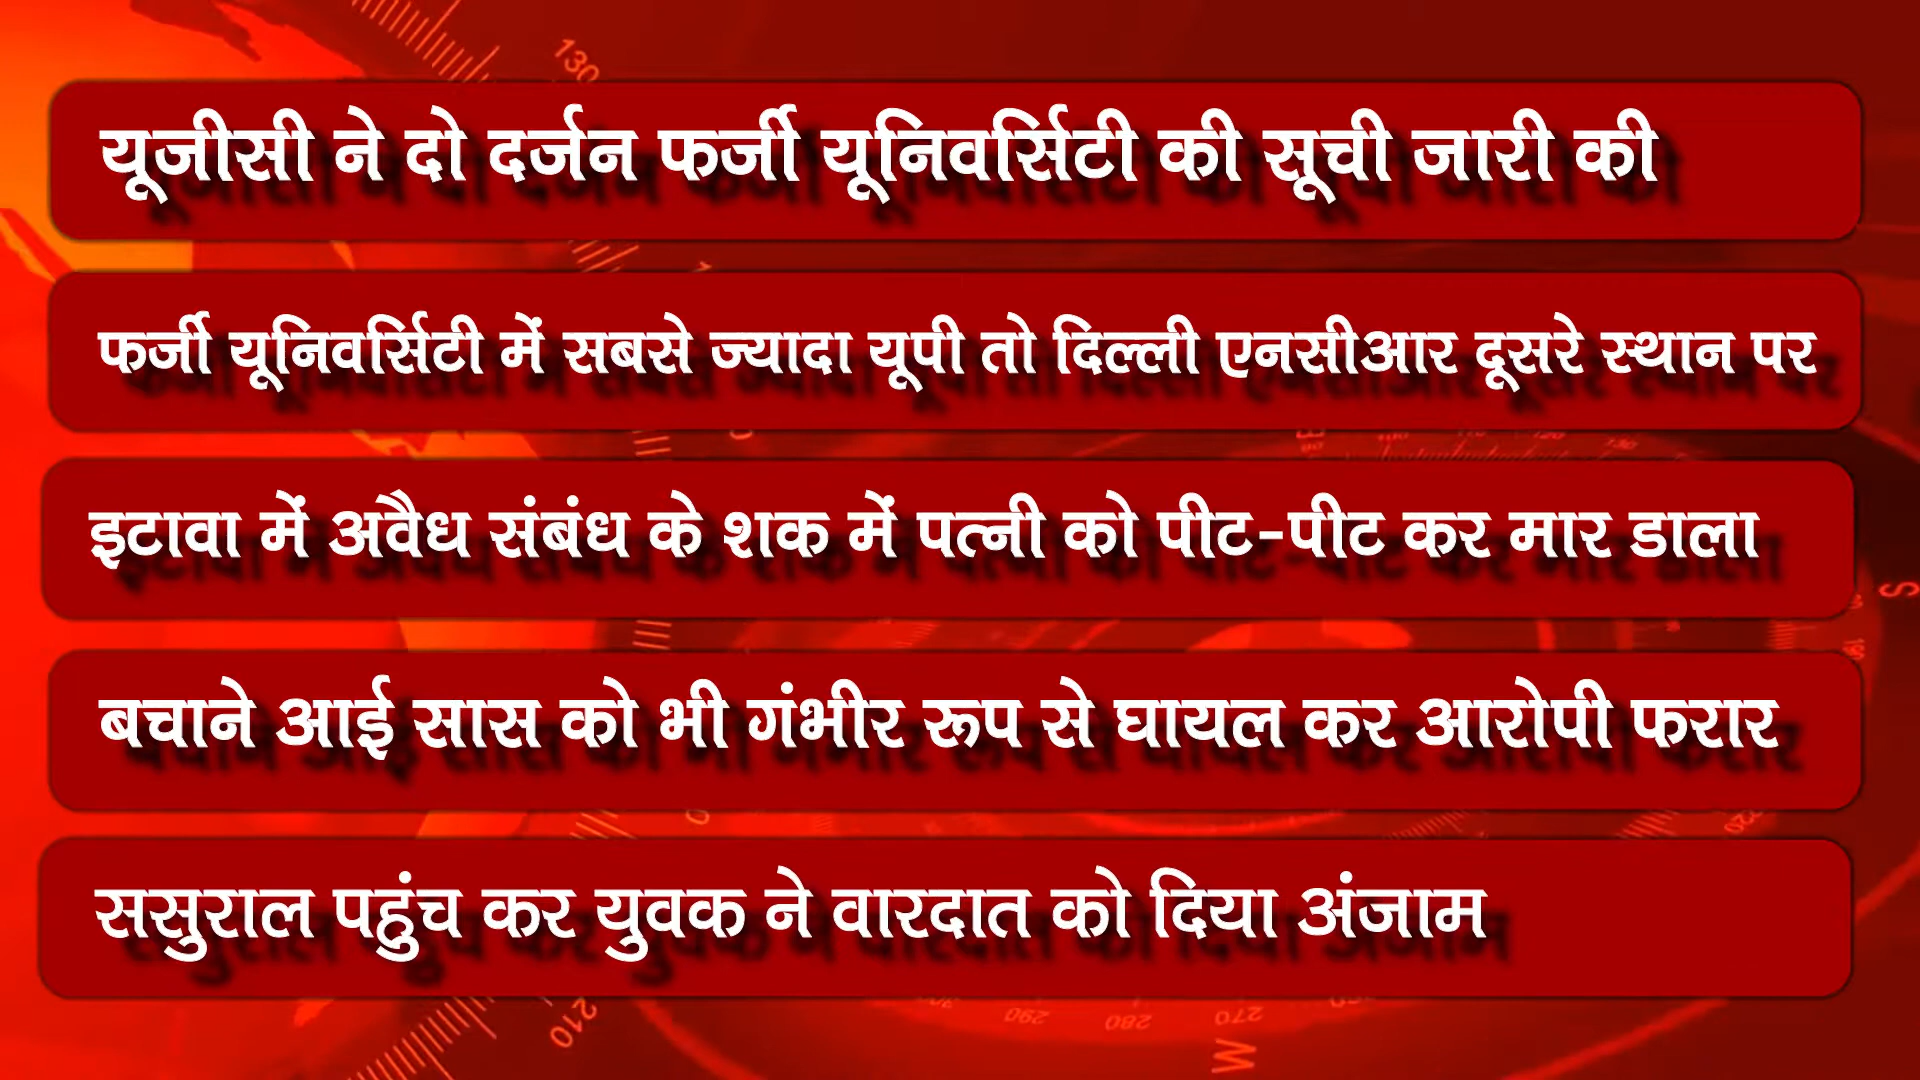 यूजीसी ने दो दर्जन फर्जी यूनिवर्सिटी की सूची जारी की
फर्जी यूनिवर्सिटी में सबसे ज्यादा यूपी तो दिल्ली एनसीआर दूसरे स्थान पर
इटावा में अवैध संबंध के शक में पत्नी को पीट-पीट कर मार डाला
बचाने आई सास को भी गंभीर रूप से घायल कर आरोपी फरार
ससुराल पहुंच कर युवक ने वारदात को दिया अंजाम